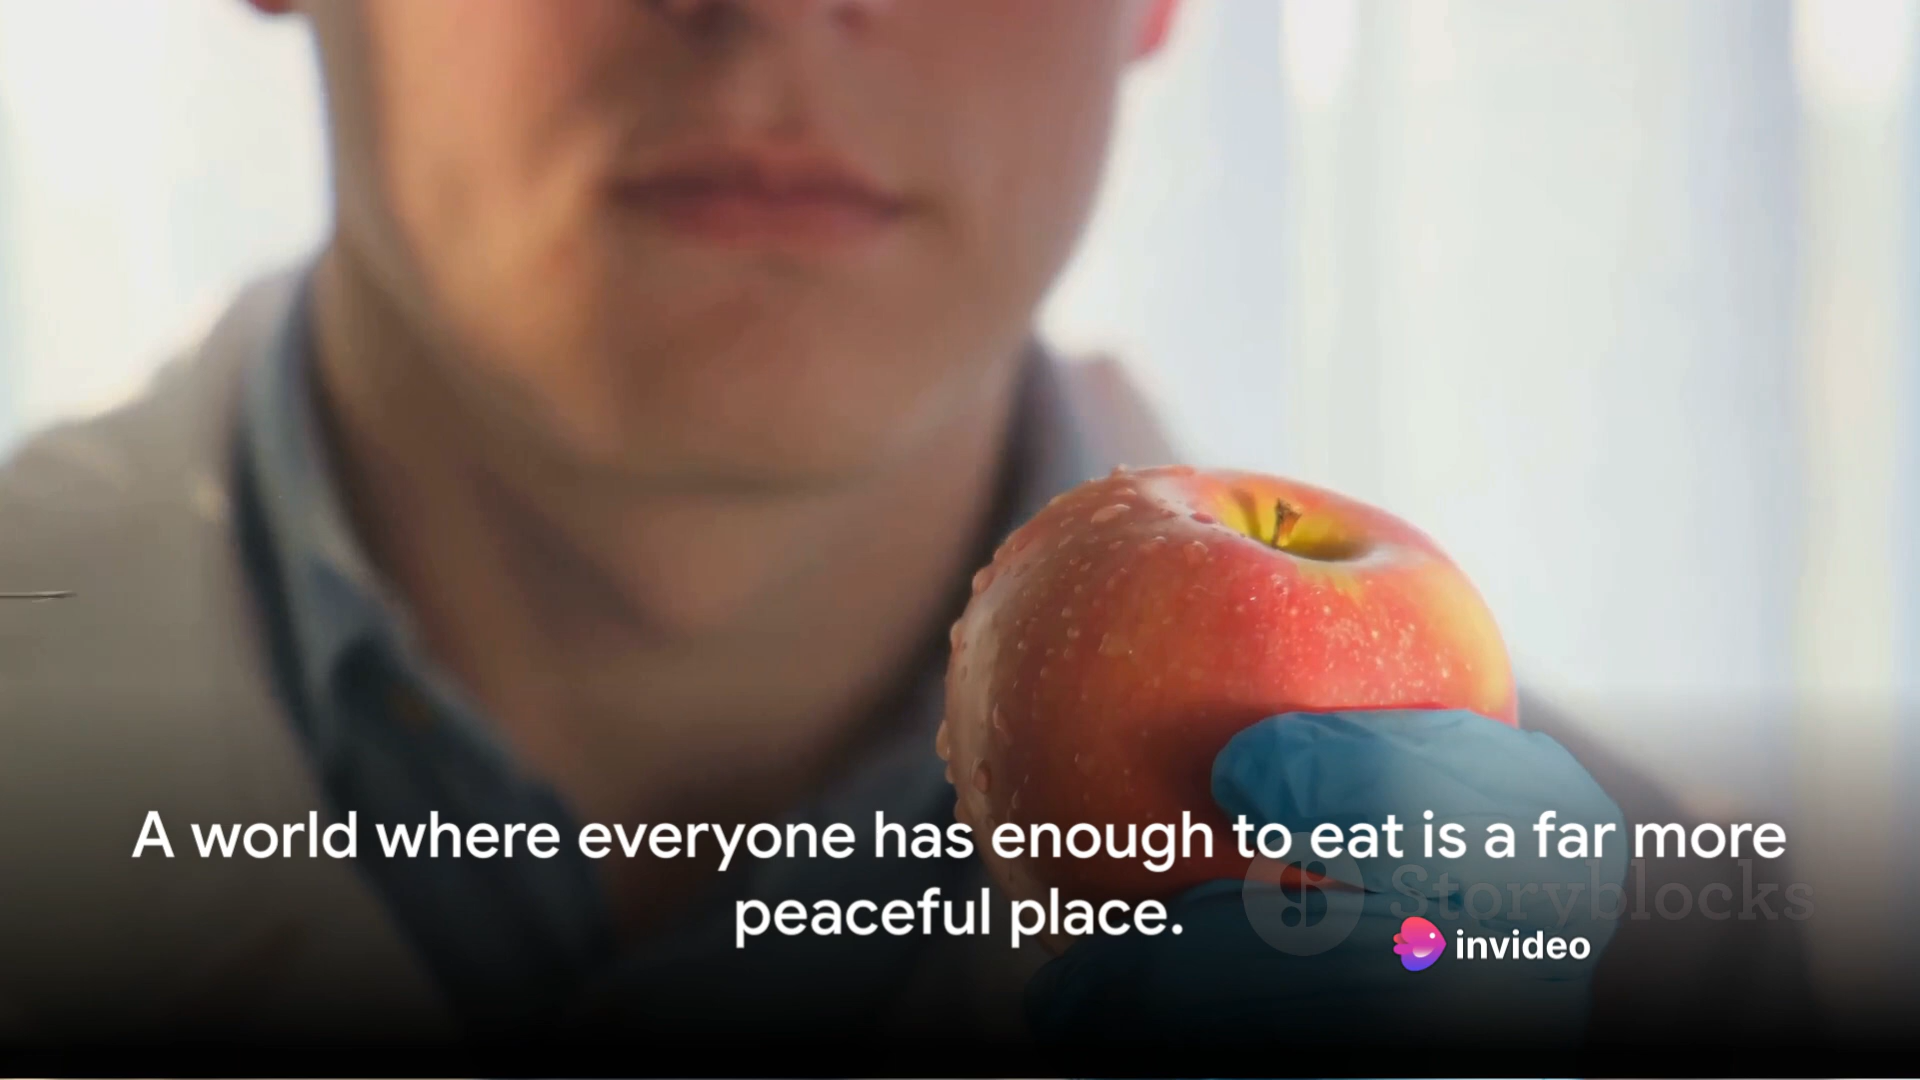 A world where everyone has enough to eat is a far more
peaceful place.
Storyblocks
invideo